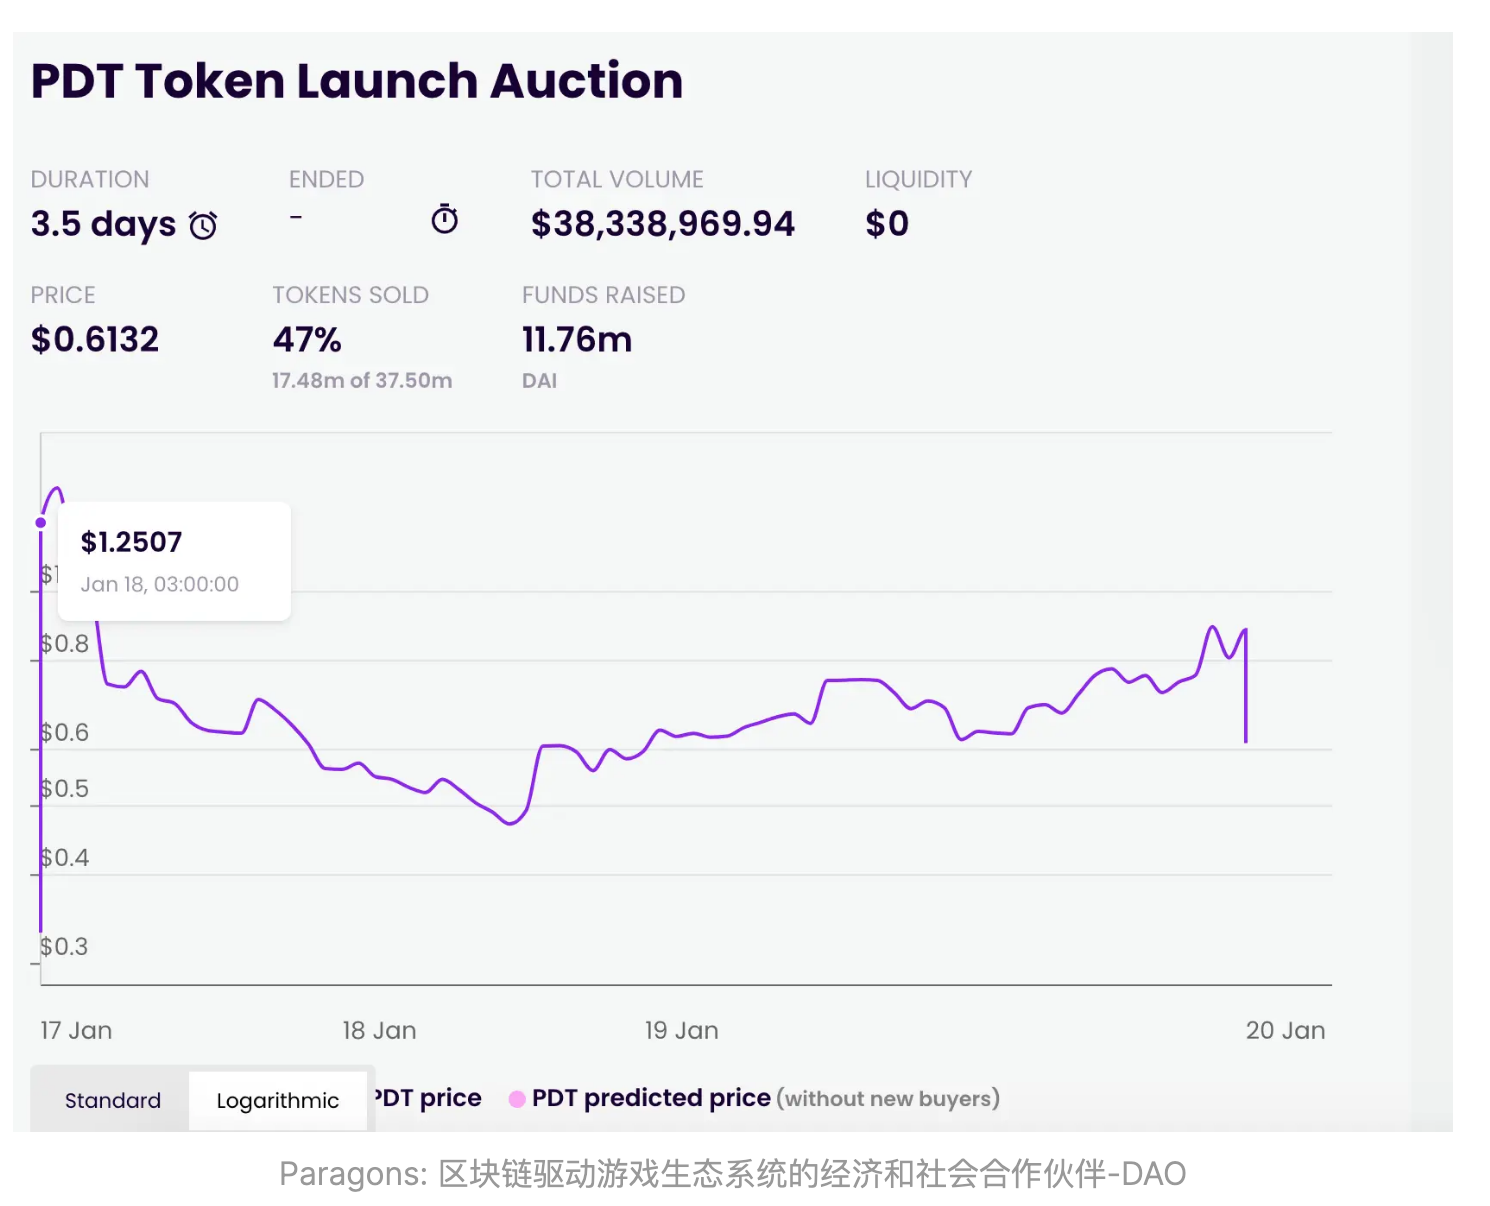 PDT Token Launch Auction
DURATION ENDED TOTAL VOLUME LIQUIDITY
3.5 days - $38,338,969.94 $0
PRICE TOKENS SOLD FUNDS RAISED
$0.6132 47% 11.76m
17.48m of 37.50m DAI
$1.2507
$1
Jan 18, 03:00:00
$0.8
$0.6
$0.5
$0.4
$0.3
17 Jan 18 Jan 19 Jan 20 Jan
Standard Logarithmic PDT price PDT predicted price (without new buyers)
Paragons: 区块链驱动游戏生态系统的经济和社会合作伙伴-DAO